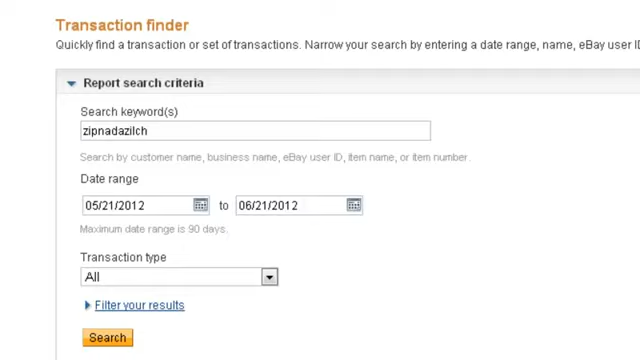 Transaction finder
Quickly find a transaction or set of transactions. Narrow your search by entering a date range, name, eBay user
Report search criteria
Search keyword(s)
zipnadazilch
Search by customer name, business name, eBay user ID, item name, or item number.
Date range
05/21/2012 to 06/21/2012
Maximum date range is 90 days.
Transaction type
All
Filter your results
Search